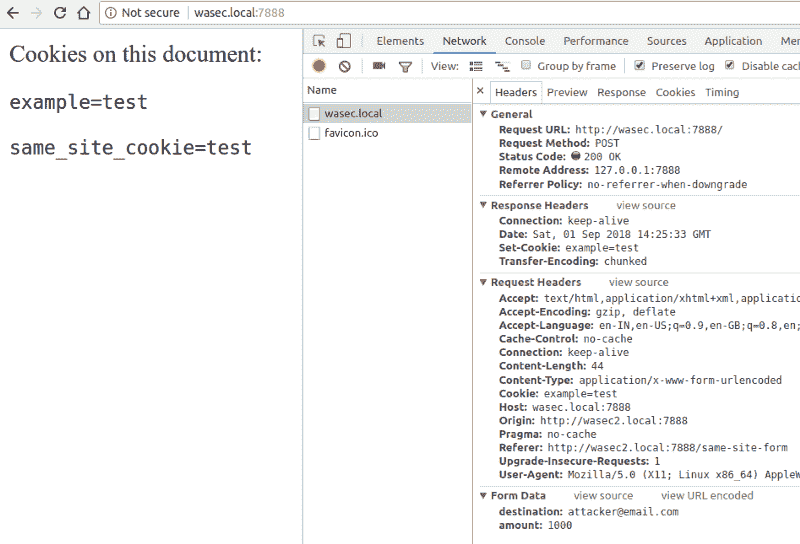 Not secure | wasec.local:7888
Cookies on this document:
example=test
same_site_cookie=test
Elements Network Console Performance Sources Application
View: Group by frame Preserve log Disable
Name
wasec.local
favicon.ico
Headers Preview Response Cookies Timing
General
Request URL: http://wasec.local:7888/
Request Method: POST
Status Code: 200 OK
Remote Address: 127.0.0.1:7888
Referrer Policy: no-referrer-when-downgrade
Response Headers view source
Connection: keep-alive
Date: Sat, 01 Sep 2018 14:25:33 GMT
Set-Cookie: example=test
Transfer-Encoding: chunked
Request Headers view source
Accept: text/html,application/xhtml+xml,applicatio
Accept-Encoding: gzip, deflate
Accept-Language: en-IN,en-US;q=0.9,en-GB;q=0.8,en;
Cache-Control: no-cache
Connection: keep-alive
Content-Length: 44
Content-Type: application/x-www-form-urlencoded
Cookie: example=test
Host: wasec.local:7888
Origin: http://wasec2.local:7888
Pragma: no-cache
Referer: http://wasec2.local:7888/same-site-form
Upgrade-Insecure-Requests: 1
User-Agent: Mozilla/5.0 (X11; Linux x86_64) AppleW
Form Data view source view URL encoded
destination: attacker@email.com
amount: 1000